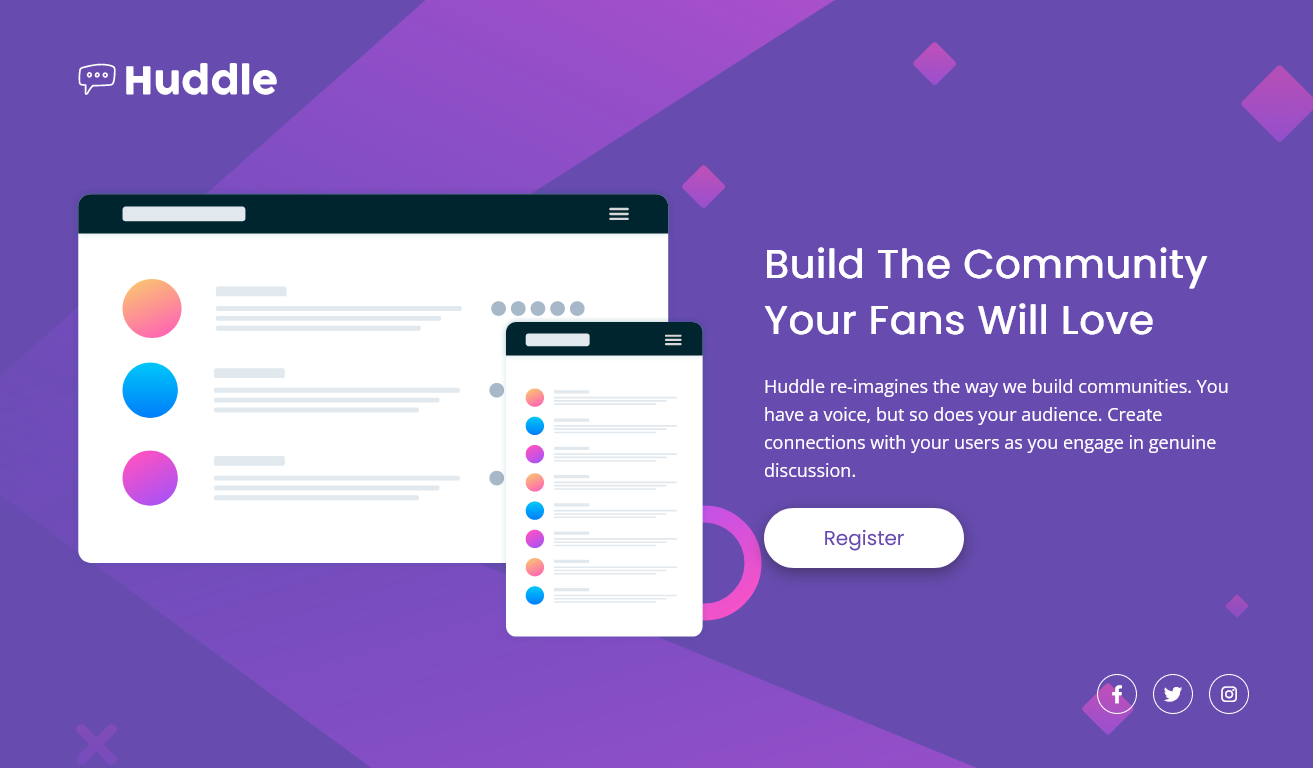 Huddle
Build The Community
Your Fans Will Love
Huddle re-imagines the way we build communities. You
have a voice, but so does your audience. Create
connections with your users as you engage in genuine
discussion.
Register